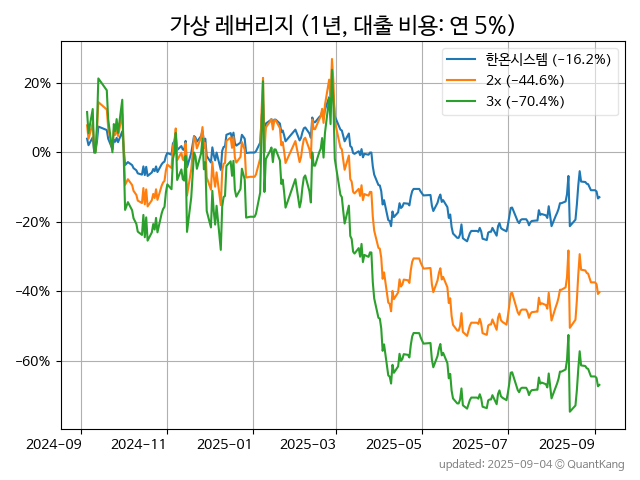 가상 레버리지 (1년, 대출 비용: 연 5%)
한온시스템 (−16.2%)
2x (−44.6%)
3x (−70.4%)
20%
0%
−20%
−40%
−60%
2024-09 2024-11 2025-01 2025-03 2025-05 2025-07 2025-09
updated: 2025-09-04 © QuantKang